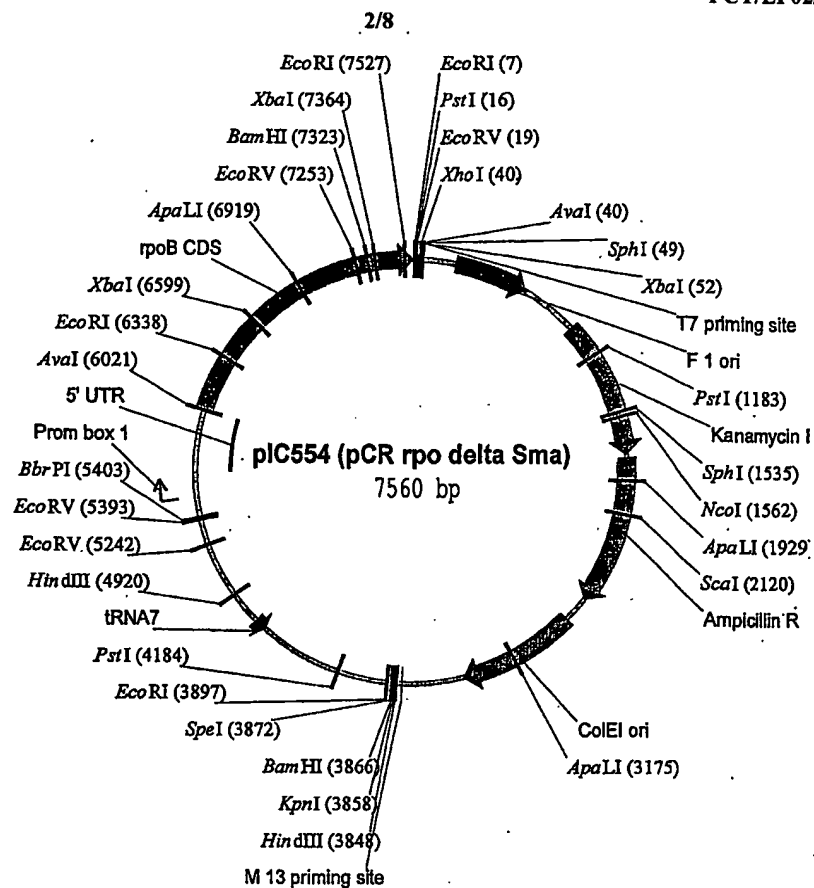 2/8
EcoRI (7527)
XbaI (7364)
BamHI (7323)
EcoRV (7253)
ApaLI (6919)
rpoB CDS
XbaI (6599)
EcoRI (6338)
AvaI (6021)
5' UTR
Prom box 1
BbrPI (5403)
EcoRV (5393)
EcoRV (5242)
HindIII (4920)
tRNA7
PstI (4184)
EcoRI (3897)
SpeI (3872)
BamHI (3866)
KpnI (3858)
HindIII (3848)
M 13 priming site
EcoRI (7)
PstI (16)
EcoRV (19)
XhoI (40)
AvaI (40)
SphI (49)
XbaI (52)
T7 priming site
F 1 ori
PstI (1183)
Kanamycin
SphI (1535)
NcoI (1562)
ApaLI (1929)
ScaI (2120)
Ampicillin R
ColEI ori
ApaLI (3175)
pIC554 (pCR rpo delta Sma)
7560 bp